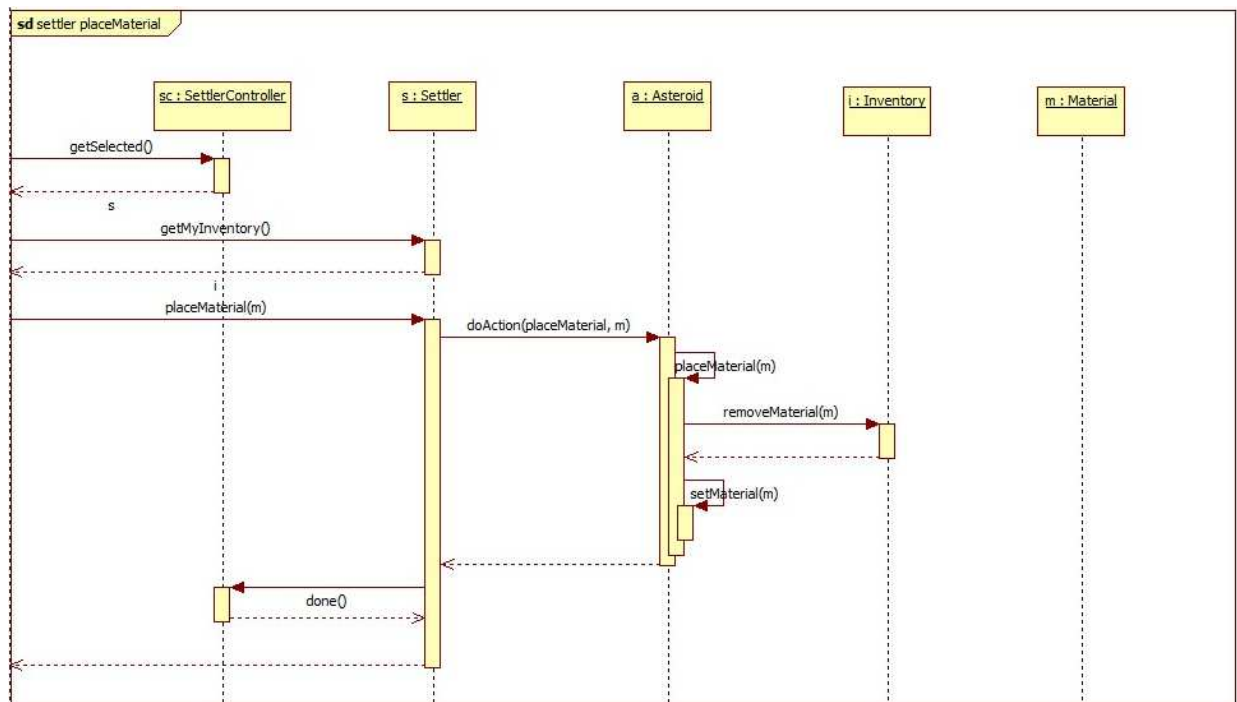 sd settler placeMaterial
sc : SettlerController
s : Settler
a : Asteroid
i : Inventory
m : Material
getSelected()
s
getMyInventory()
i
placeMaterial(m)
doAction(placeMaterial, m)
placeMaterial(m)
removeMaterial(m)
setMaterial(m)
done()